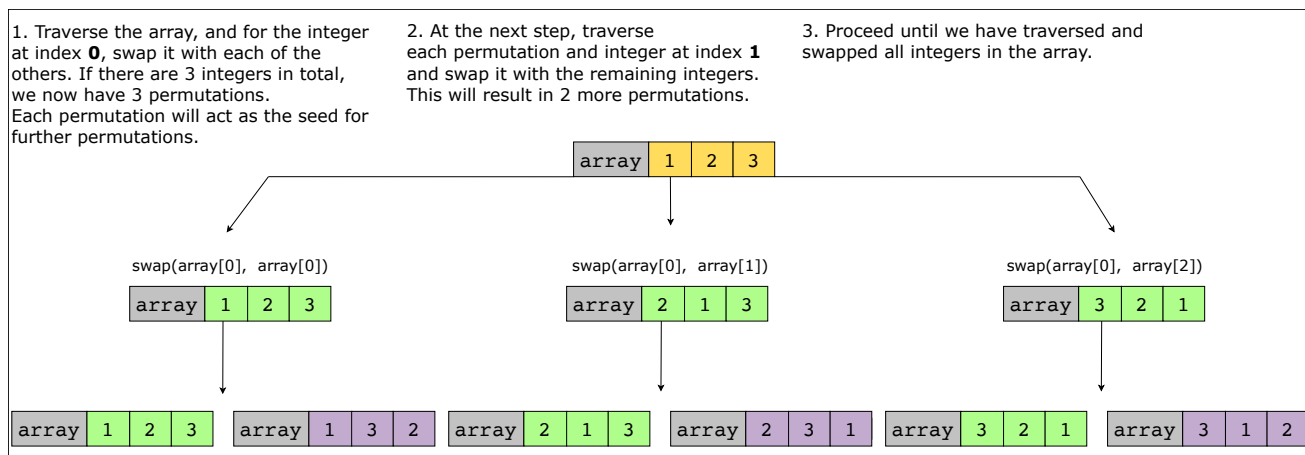 1. Traverse the array, and for the integer
at index 0, swap it with each of the
others. If there are 3 integers in total,
we now have 3 permutations.
Each permutation will act as the seed for
further permutations.
2. At the next step, traverse
each permutation and integer at index 1
and swap it with the remaining integers.
This will result in 2 more permutations.
3. Proceed until we have traversed and
swapped all integers in the array.
array 1 2 3
swap(array[0], array[0])
array 1 2 3
swap(array[0], array[1])
array 2 1 3
swap(array[0], array[2])
array 3 2 1
array 1 2 3
array 1 3 2
array 2 1 3
array 2 3 1
array 3 2 1
array 3 1 2